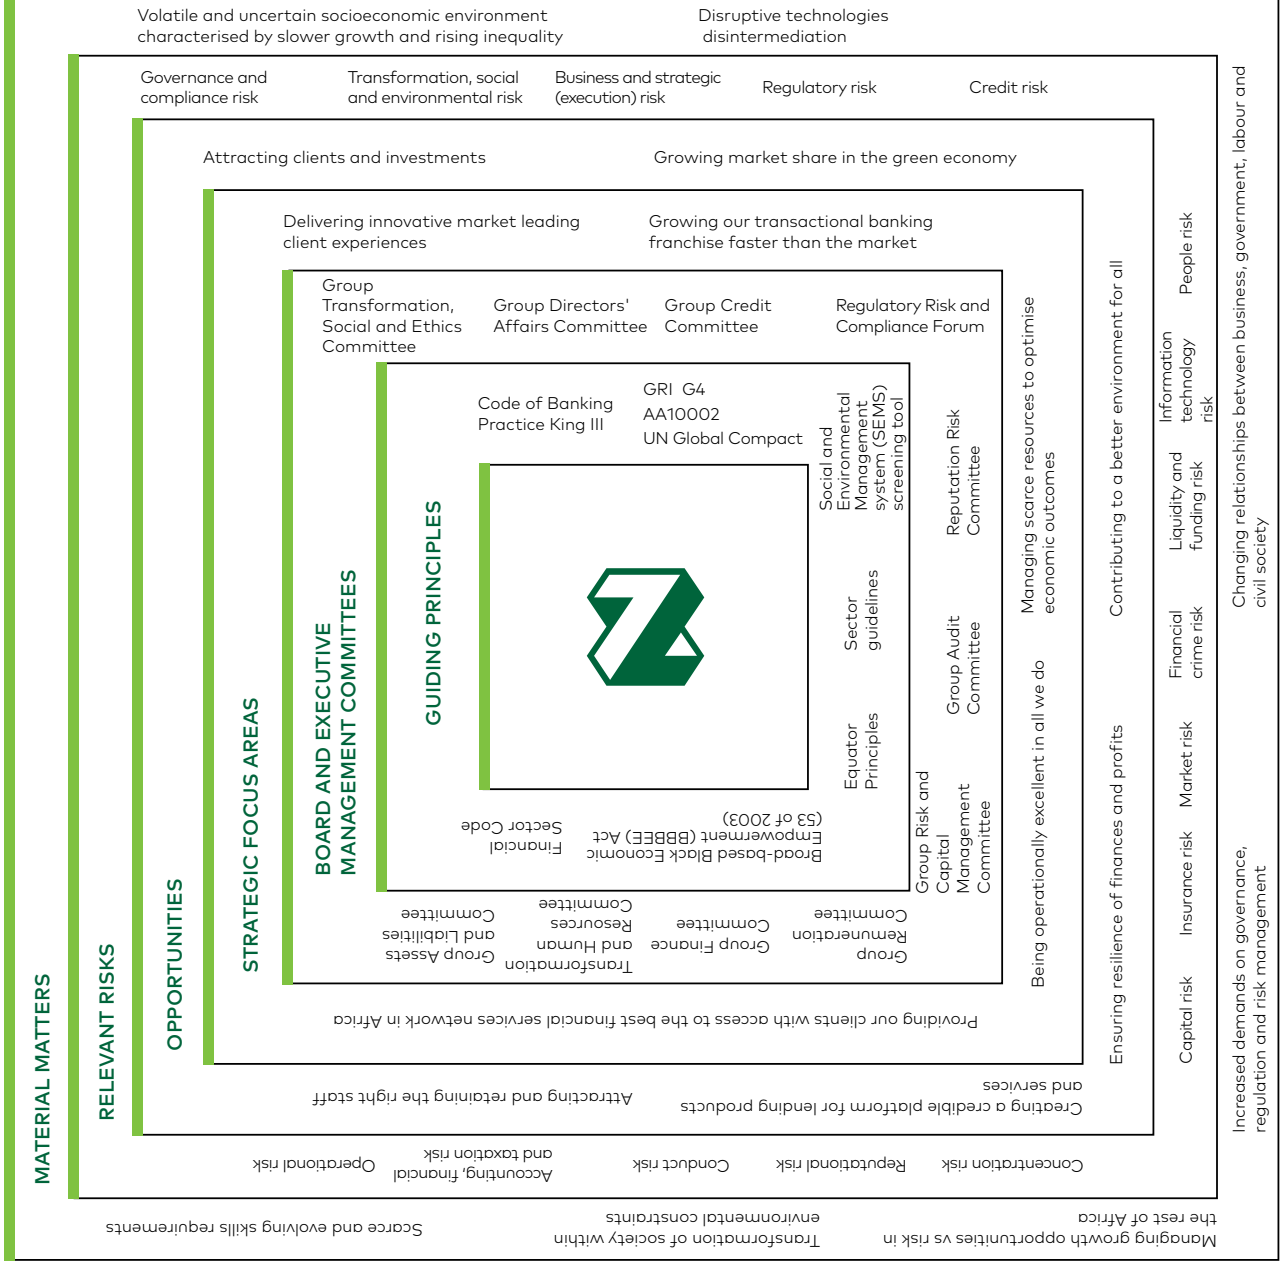 Volatile and uncertain socioeconomic environment
characterised by slower growth and rising inequality
Disruptive technologies
disintermediation
Changing relationships between business, government, labour and
civil society
Increased demands on governance,
regulation and risk management
Managing growth opportunities vs risk in
the rest of Africa
Transformation of society within
environmental constraints
Scarce and evolving skills requirements
MATERIAL MATTERS
Governance and
compliance risk
Transformation, social
and environmental risk
Business and strategic
(execution) risk
Regulatory risk
Credit risk
People risk
Information
technology
risk
Liquidity and
funding risk
Financial
crime risk
Market risk
Insurance risk
Capital risk
Concentration risk
Reputational risk
Conduct risk
Accounting, financial,
and taxation risk
Operational risk
RELEVANT RISKS
Attracting clients and investments
Growing market share in the green economy
Contributing to a better environment for all
Ensuring resilience of finances and profits
Creating a credible platform for lending products
and services
Attracting and retaining the right staff
OPPORTUNITIES
Delivering innovative market leading
client experiences
Growing our transactional banking
franchise faster than the market
Managing scarce resources to optimise
economic outcomes
Being operationally excellent in all we do
Providing our clients with access to the best financial services network in Africa
STRATEGIC FOCUS AREAS
Group
Transformation,
Social and Ethics
Committee
Group Directors'
Affairs Committee
Group Credit
Committee
Regulatory Risk and
Compliance Forum
Reputation Risk
Committee
Group Audit
Committee
Group Risk and
Capital
Management
Committee
Group
Remuneration
Committee
Group Finance
Committee
Transformation
and Human
Resources
Committee
Group Assets
and Liabilities
Committee
BOARD AND EXECUTIVE
MANAGEMENT COMMITTEES
Code of Banking
Practice King III
GRI G4
AA10002
UN Global Compact
Social and
Environmental
Management
system (SEMS)
screening tool
Sector
guidelines
Equator
Principles
Broad-based Black Economic
Empowerment (BBBEE) Act
(53 of 2003)
Financial
Sector Code
GUIDING PRINCIPLES